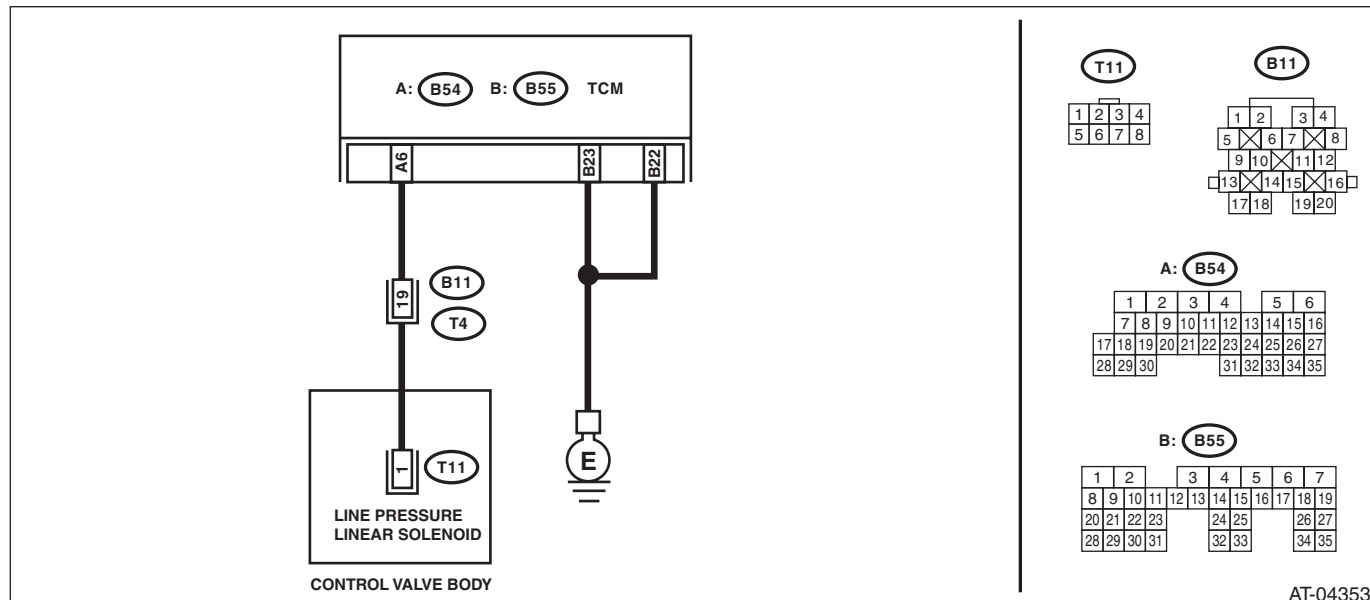 A: B54 B: B55 TCM
A6 B23 B22
19
B11
T4
1
T11
LINE PRESSURE
LINEAR SOLENOID
CONTROL VALVE BODY
E
T11
1 2 3 4
5 6 7 8
B11
1 2 3 4
5 6 7 8
9 10 11 12
13 14 15 16
17 18 19 20
A: B54
1 2 3 4 5 6
7 8 9 10 11 12 13 14 15 16
17 18 19 20 21 22 23 24 25 26 27
28 29 30 31 32 33 34 35
B: B55
1 2 3 4 5 6 7
8 9 10 11 12 13 14 15 16 17 18 19
20 21 22 23 24 25 26 27
28 29 30 31 32 33 34 35
AT-04353